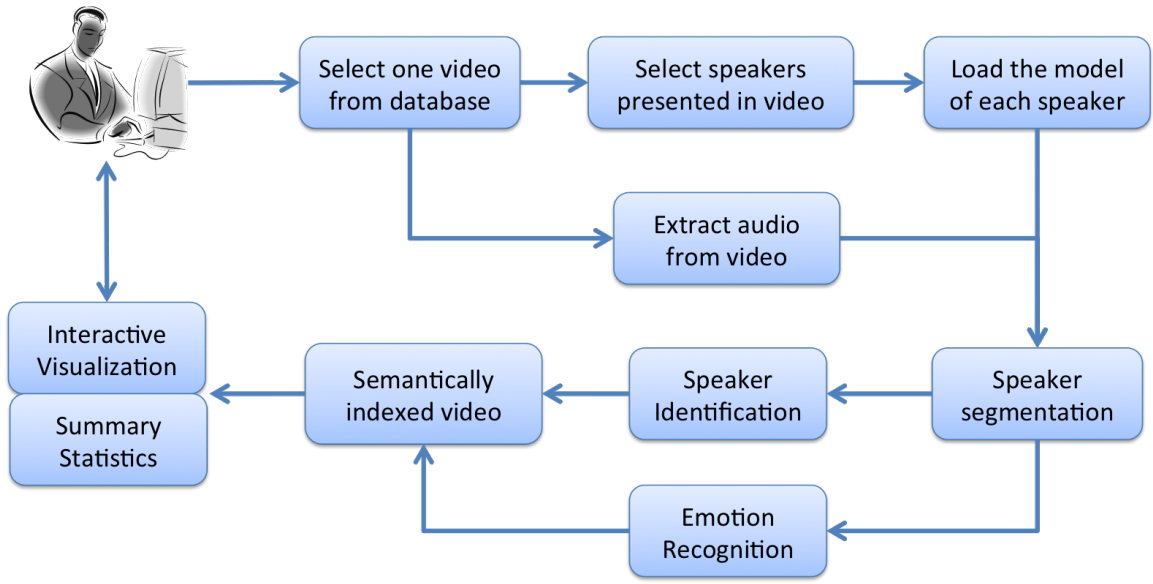 Select one video
from database
Select speakers
presented in video
Load the model
of each speaker
Extract audio
from video
Interactive
Visualization
Summary
Statistics
Semantically
indexed video
Speaker
Identification
Speaker
segmentation
Emotion
Recognition